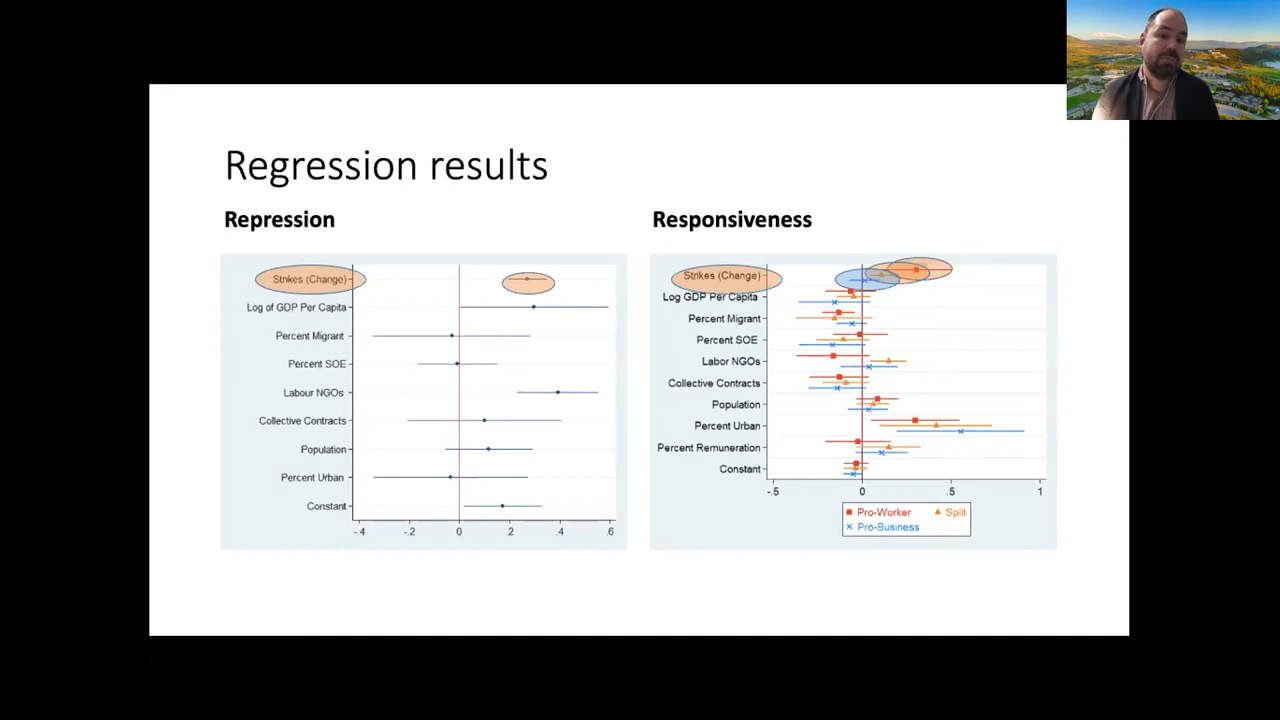 Regression results
Repression
Strikes (Change)
Log of GDP Per Capita
Percent Migrant
Percent SOE
Labour NGOs
Collective Contracts
Population
Percent Urban
Constant
-.4 -.2 0 .2 .4 .6
Responsiveness
Strikes (Change)
Log GDP Per Capita
Percent Migrant
Percent SOE
Labor NGOs
Collective Contracts
Population
Percent Urban
Percent Remuneration
Constant
-.5 0 .5 1
Pro-Worker Split
Pro-Business